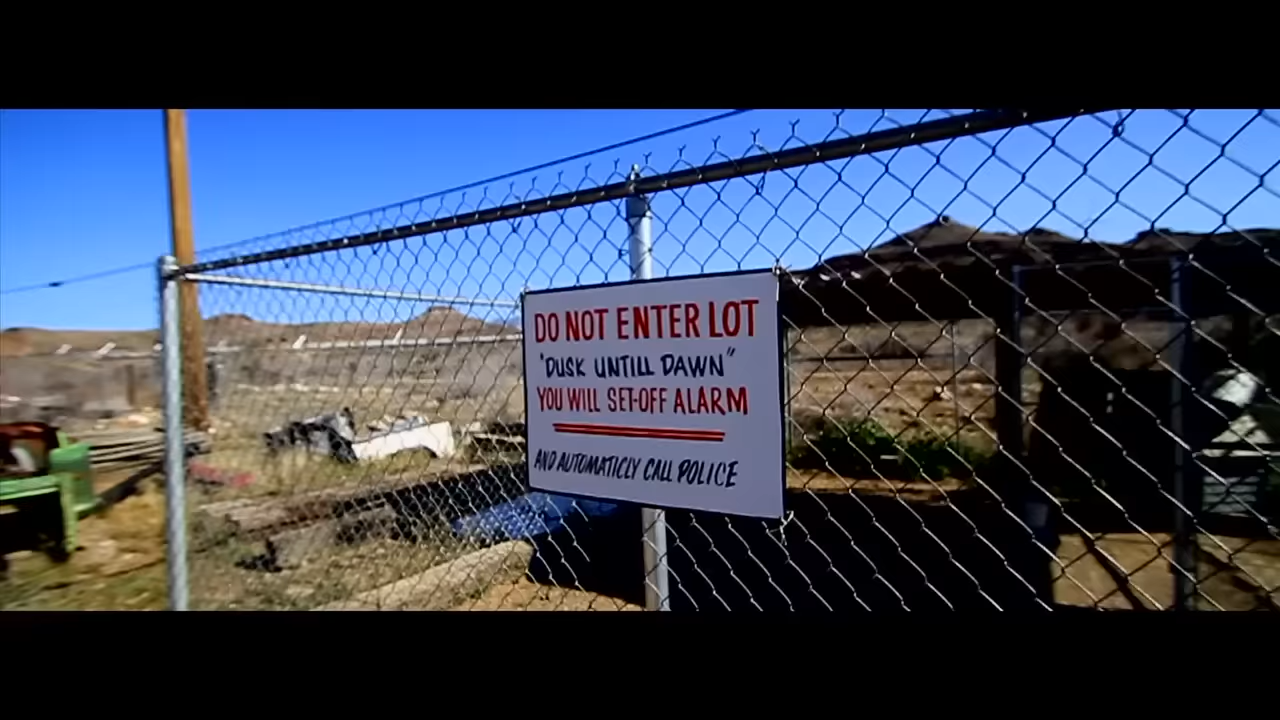 DO NOT ENTER LOT
"DUSK UNTILL DAWN"
YOU WILL SET-OFF ALARM
AND AUTOMATICLY CALL POLICE